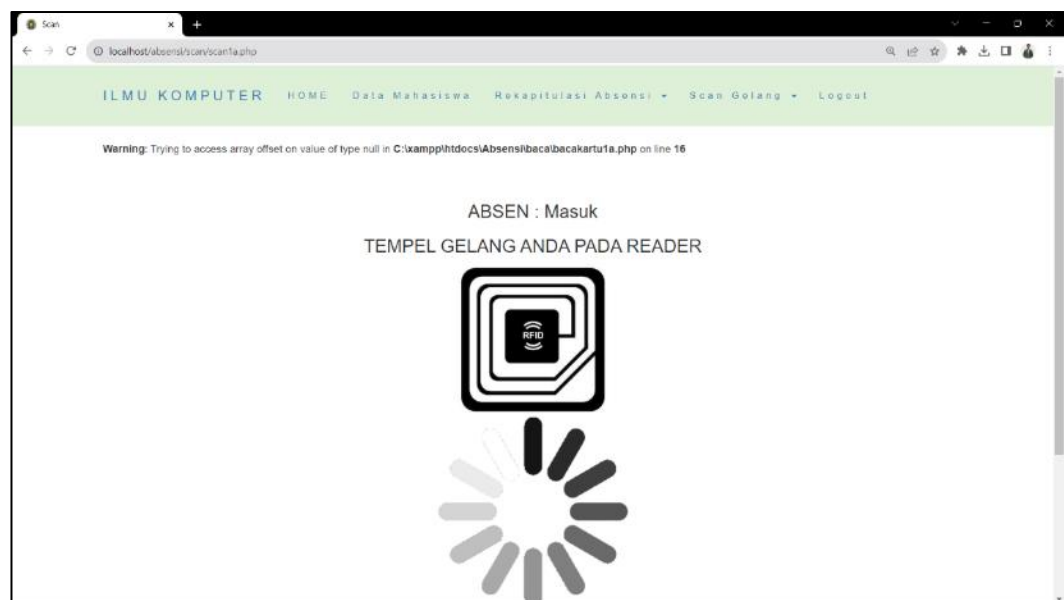 Scan
localhost/absensi/scan/scan1a.php
ILMU KOMPUTER HOME Data Mahasiswa Rekapitulasi Absensi Scan Gelang Logout
Warning: Trying to access array offset on value of type null in C:\xampp\htdocs\Absensi\baca\bacakartu1a.php on line 16
ABSEN : Masuk
TEMPEL GELANG ANDA PADA READER
RFID